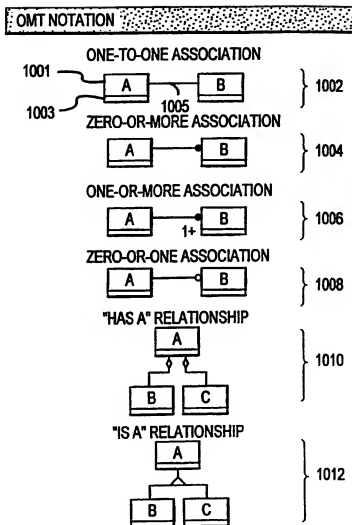 OMT NOTATION
ONE-TO-ONE ASSOCIATION
1001
A B
1003 1005
1002
ZERO-OR-MORE ASSOCIATION
A B
1004
ONE-OR-MORE ASSOCIATION
A B
1+
1006
ZERO-OR-ONE ASSOCIATION
A B
1008
"HAS A" RELATIONSHIP
A
1010
B C
"IS A" RELATIONSHIP
A
1012
B C